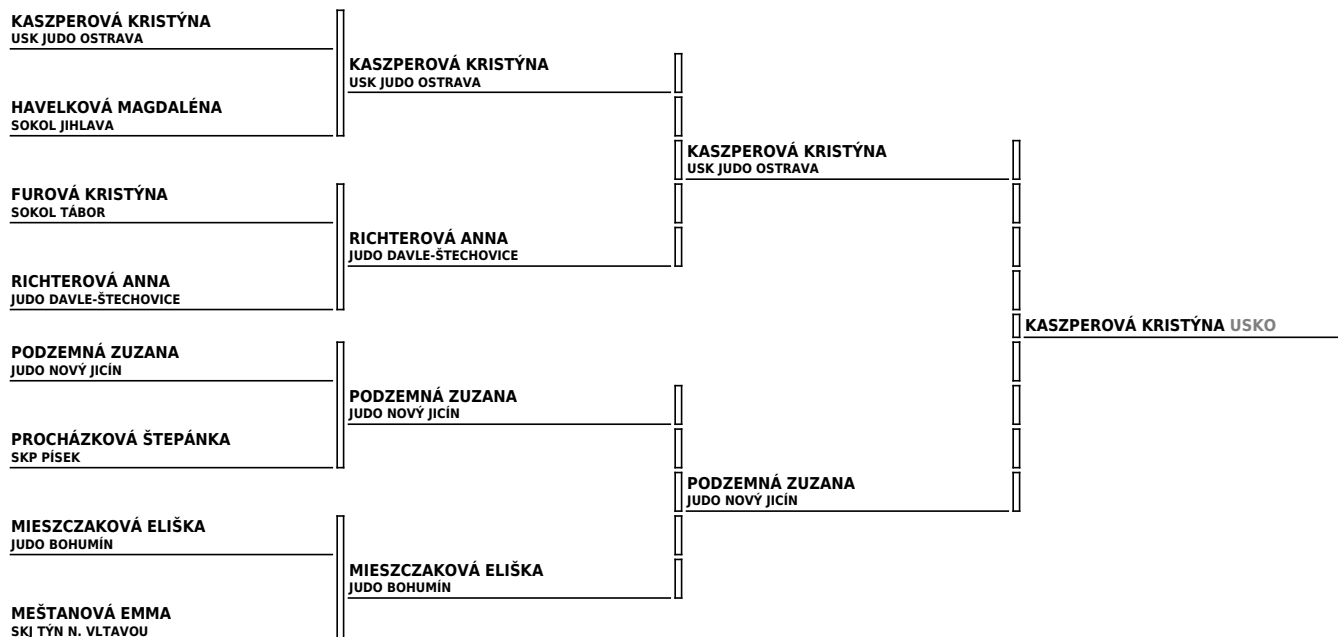 KASZPEROVÁ KRISTÝNA
USK JUDO OSTRAVA
HAVELKOVÁ MAGDALÉNA
SOKOL JIHLAVA
FUROVÁ KRISTÝNA
SOKOL TÁBOR
RICHTEROVÁ ANNA
JUDO DAVLE-ŠTECHOVICE
PODZEMNÁ ZUZANA
JUDO NOVÝ JICÍN
PROCHÁZKOVÁ ŠTEPÁNKA
SKP PÍSEK
MIESZCZAKOVÁ ELIŠKA
JUDO BOHUMÍN
MEŠTANOVÁ EMMA
SKJ TÝN N. VLTAVOU
KASZPEROVÁ KRISTÝNA
USK JUDO OSTRAVA
RICHTEROVÁ ANNA
JUDO DAVLE-ŠTECHOVICE
PODZEMNÁ ZUZANA
JUDO NOVÝ JICÍN
MIESZCZAKOVÁ ELIŠKA
JUDO BOHUMÍN
KASZPEROVÁ KRISTÝNA
USK JUDO OSTRAVA
PODZEMNÁ ZUZANA
JUDO NOVÝ JICÍN
KASZPEROVÁ KRISTÝNA USKO